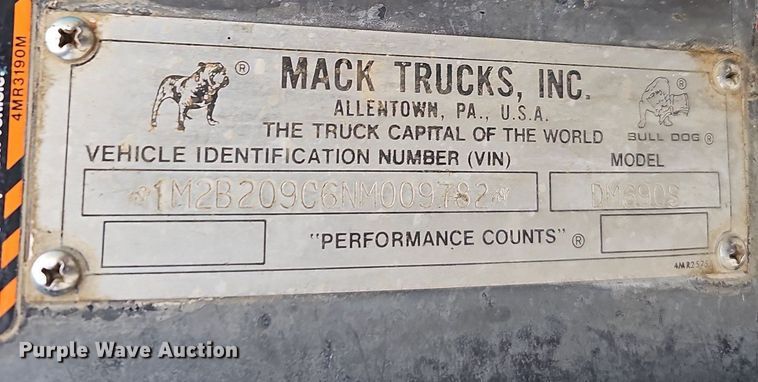 4MR3190M
® MACK TRUCKS, INC.
ALLENTOWN, PA., U.S.A.
THE TRUCK CAPITAL OF THE WORLD
BULL DOG ®
VEHICLE IDENTIFICATION NUMBER (VIN) MODEL
1M2B209C6NM009782 DM690S
"PERFORMANCE COUNTS" ®
Purple Wave Auction